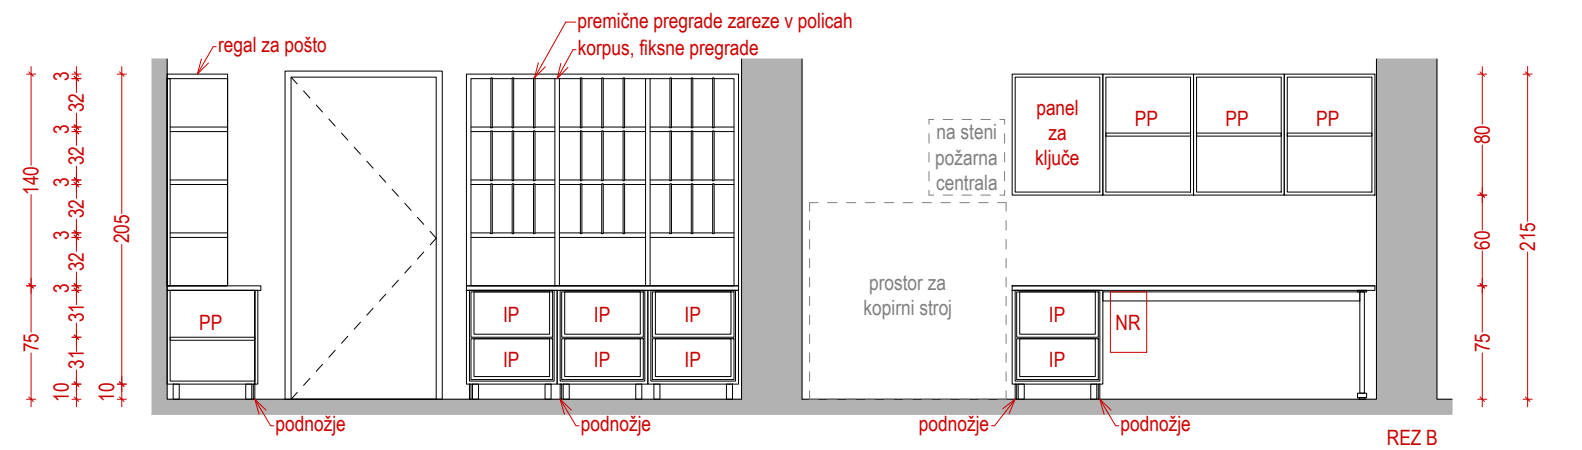 premične pregrade zareze v policah
korpus, fiksne pregrade
regal za pošto
3
32
3
32
3
32
3
32
3
31
31
10
140
75
205
10
PP
IP
IP
IP
IP
IP
IP
podnožje
podnožje
na steni
požarna
centrala
prostor za
kopirni stroj
panel
za
ključe
PP
PP
PP
IP
IP
NR
podnožje
podnožje
80
60
75
215
REZ B